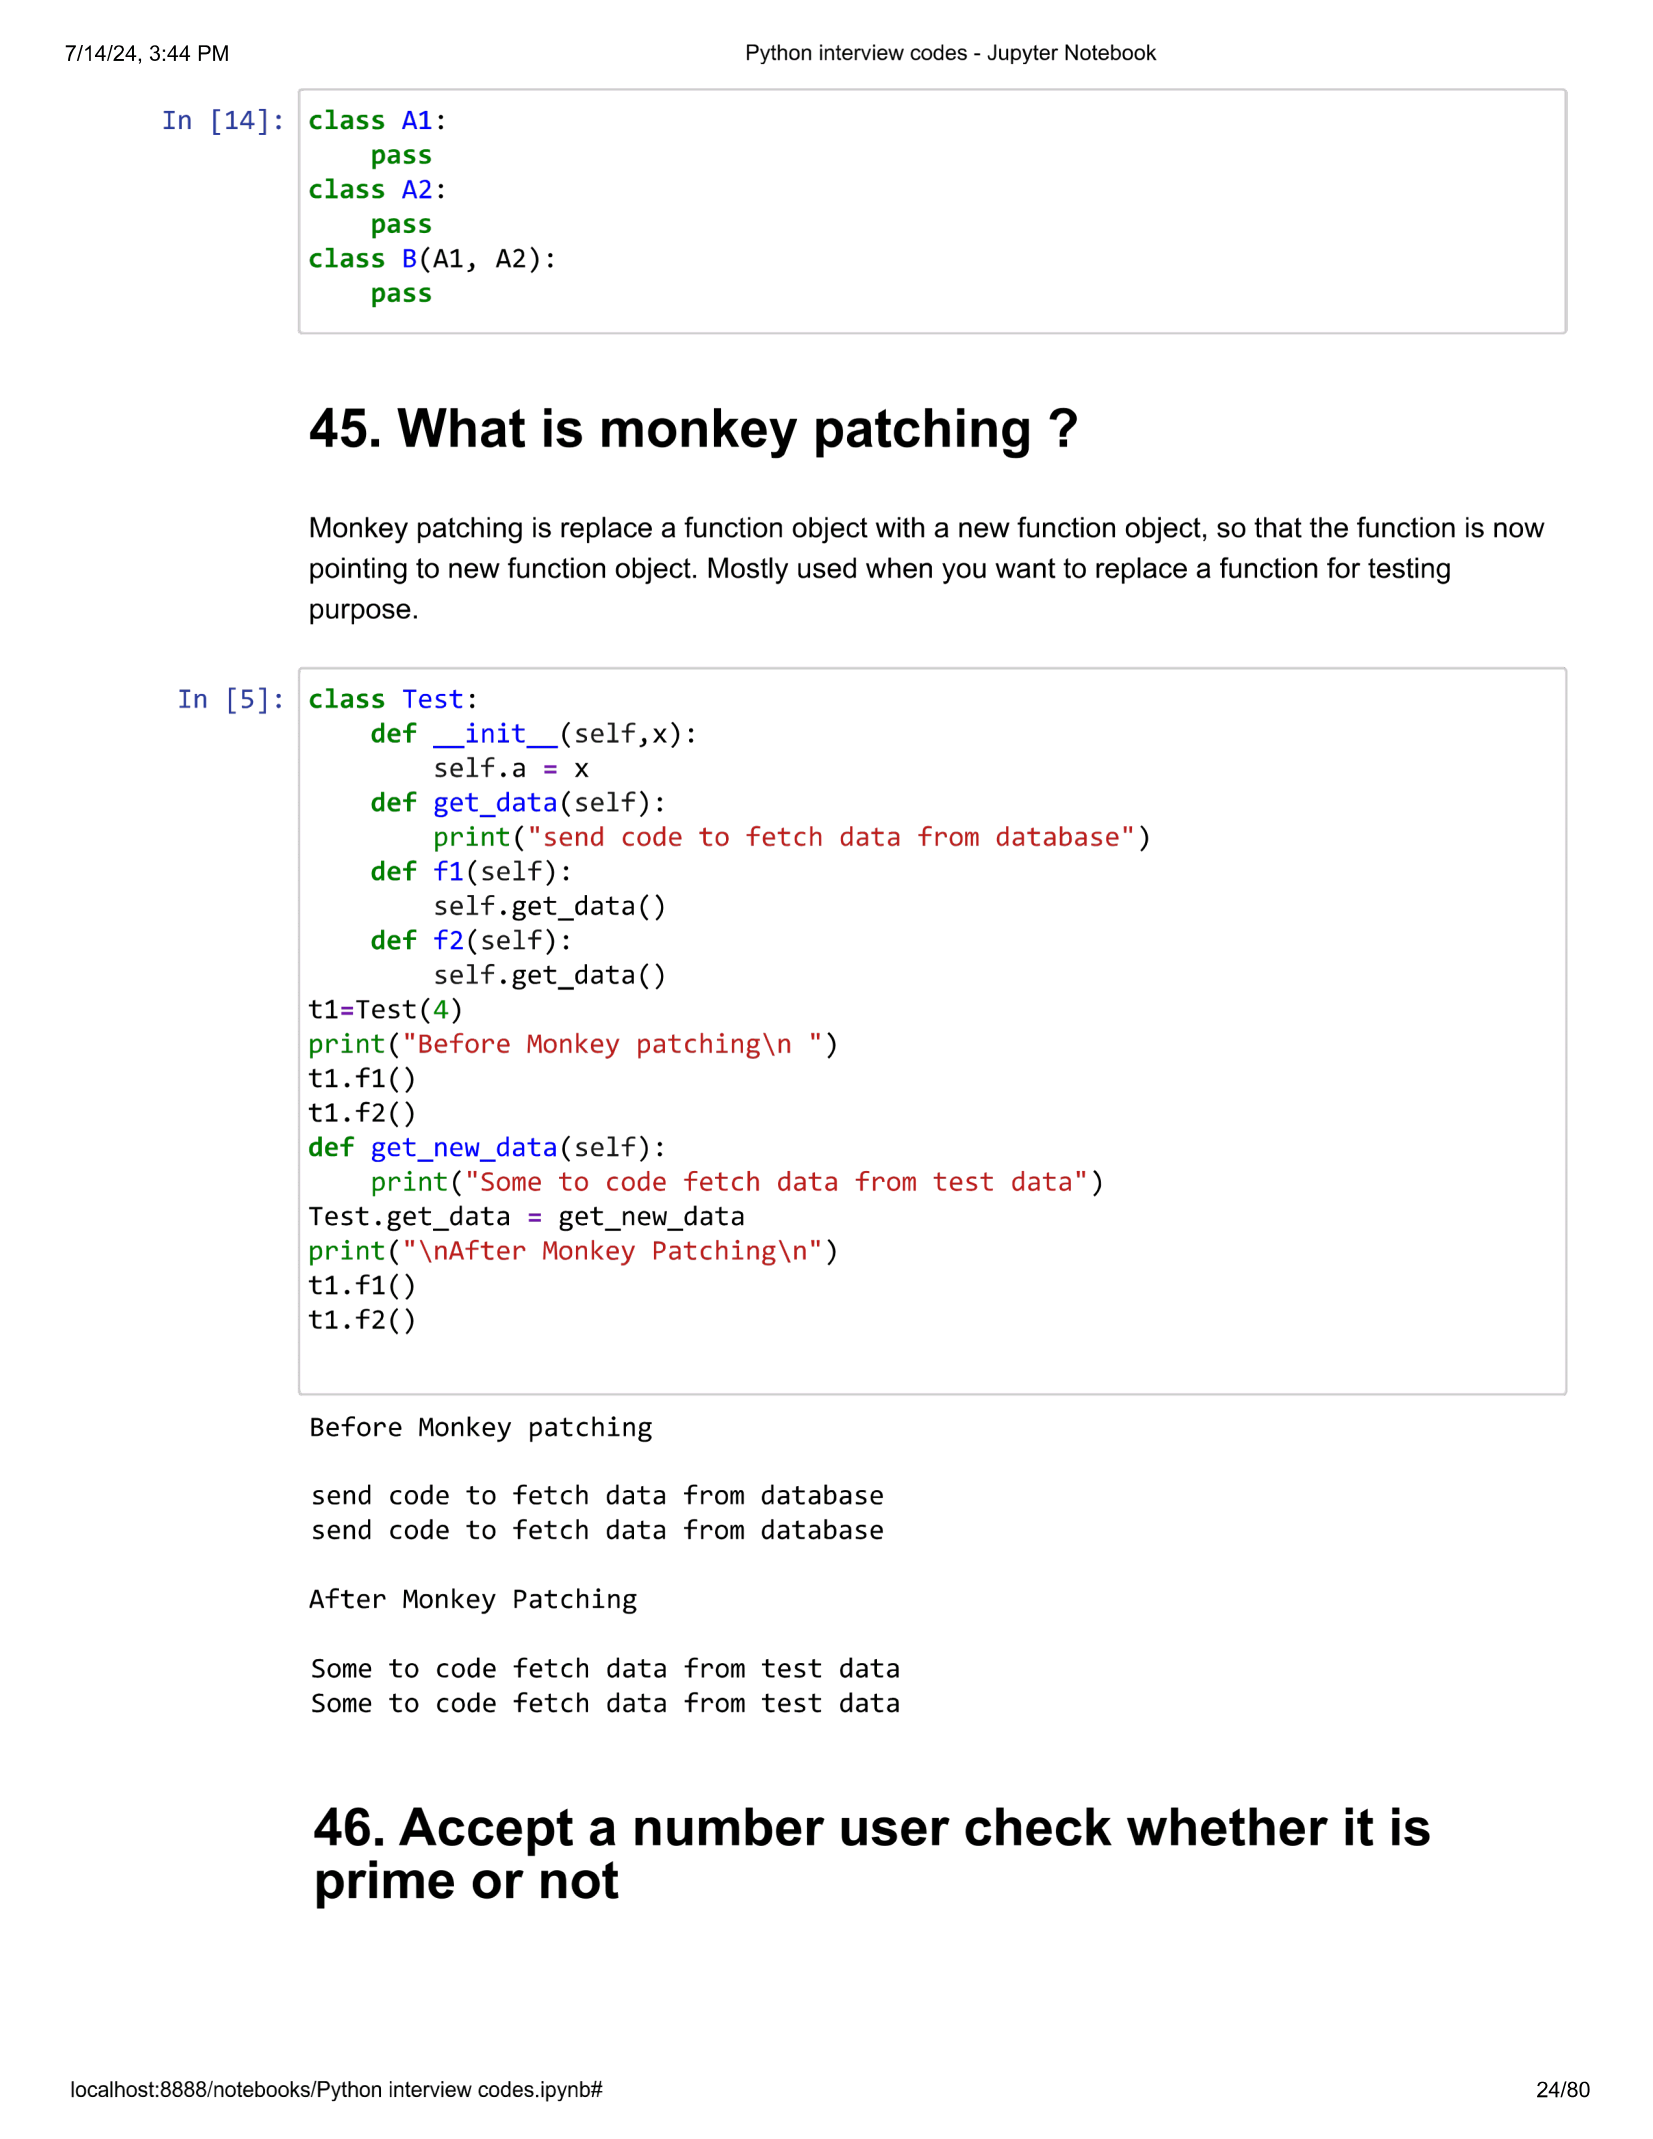 7/14/24, 3:44 PM
Python interview codes - Jupyter Notebook
In [14]:
class A1:
    pass
class A2:
    pass
class B(A1, A2):
    pass
45. What is monkey patching ?
Monkey patching is replace a function object with a new function object, so that the function is now
pointing to new function object. Mostly used when you want to replace a function for testing
purpose.
In [5]:
class Test:
    def __init__(self,x):
        self.a = x
    def get_data(self):
        print("send code to fetch data from database")
    def f1(self):
        self.get_data()
    def f2(self):
        self.get_data()
t1=Test(4)
print("Before Monkey patching\n ")
t1.f1()
t1.f2()
def get_new_data(self):
    print("Some to code fetch data from test data")
Test.get_data = get_new_data
print("\nAfter Monkey Patching\n")
t1.f1()
t1.f2()
Before Monkey patching
send code to fetch data from database
send code to fetch data from database
After Monkey Patching
Some to code fetch data from test data
Some to code fetch data from test data
46. Accept a number user check whether it is
prime or not
localhost:8888/notebooks/Python interview codes.ipynb#
24/80